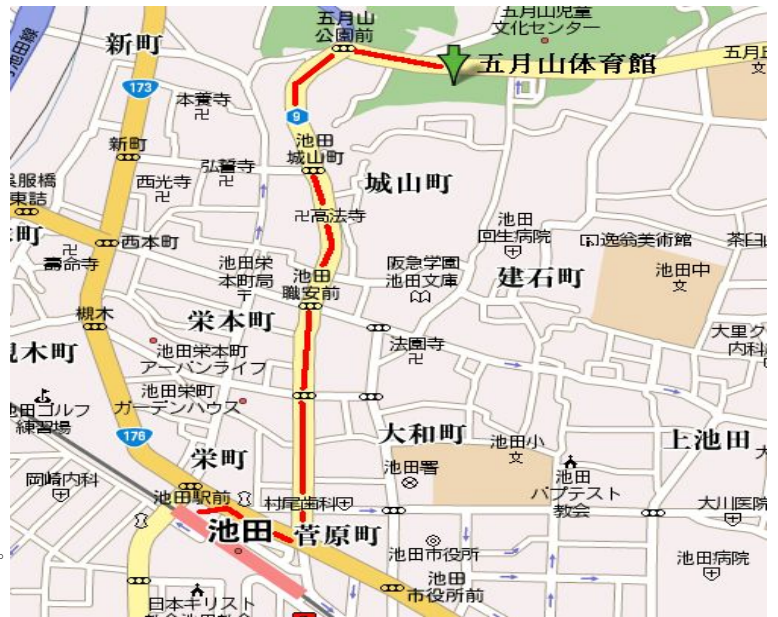 五月山
公園前
五月山児童
文化センター
五月山体育館
新町
173
本養寺
9
池田
城山町
新町
弘誓寺
西光寺
城山町
高法寺
東詰
西本町
壽命寺
池田栄
本町局
池田
職安前
阪急学園
池田文庫
池田
回生病院
逸翁美術館
建石町
池田中
文
槻木
栄本町
池田栄本町
アーバンライフ
法園寺
大里
内科
池田栄町
ガーデンハウス
池田ゴルフ
練習場
176
大和町
池田小
文
上池田
栄町
池田署
池田
バプテスト
教会
岡崎内科
池田駅前
村尾歯科
大川医院
池田
菅原町
池田市役所
池田病院
池田
市役所前
日本キリスト